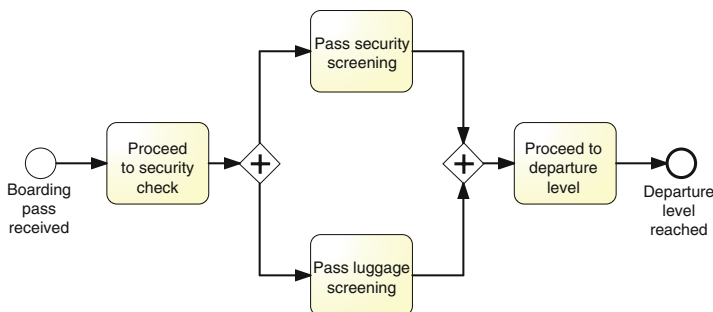 Boarding
pass
received
Proceed
to security
check
Pass security
screening
Pass luggage
screening
Proceed to
departure
level
Departure
level
reached